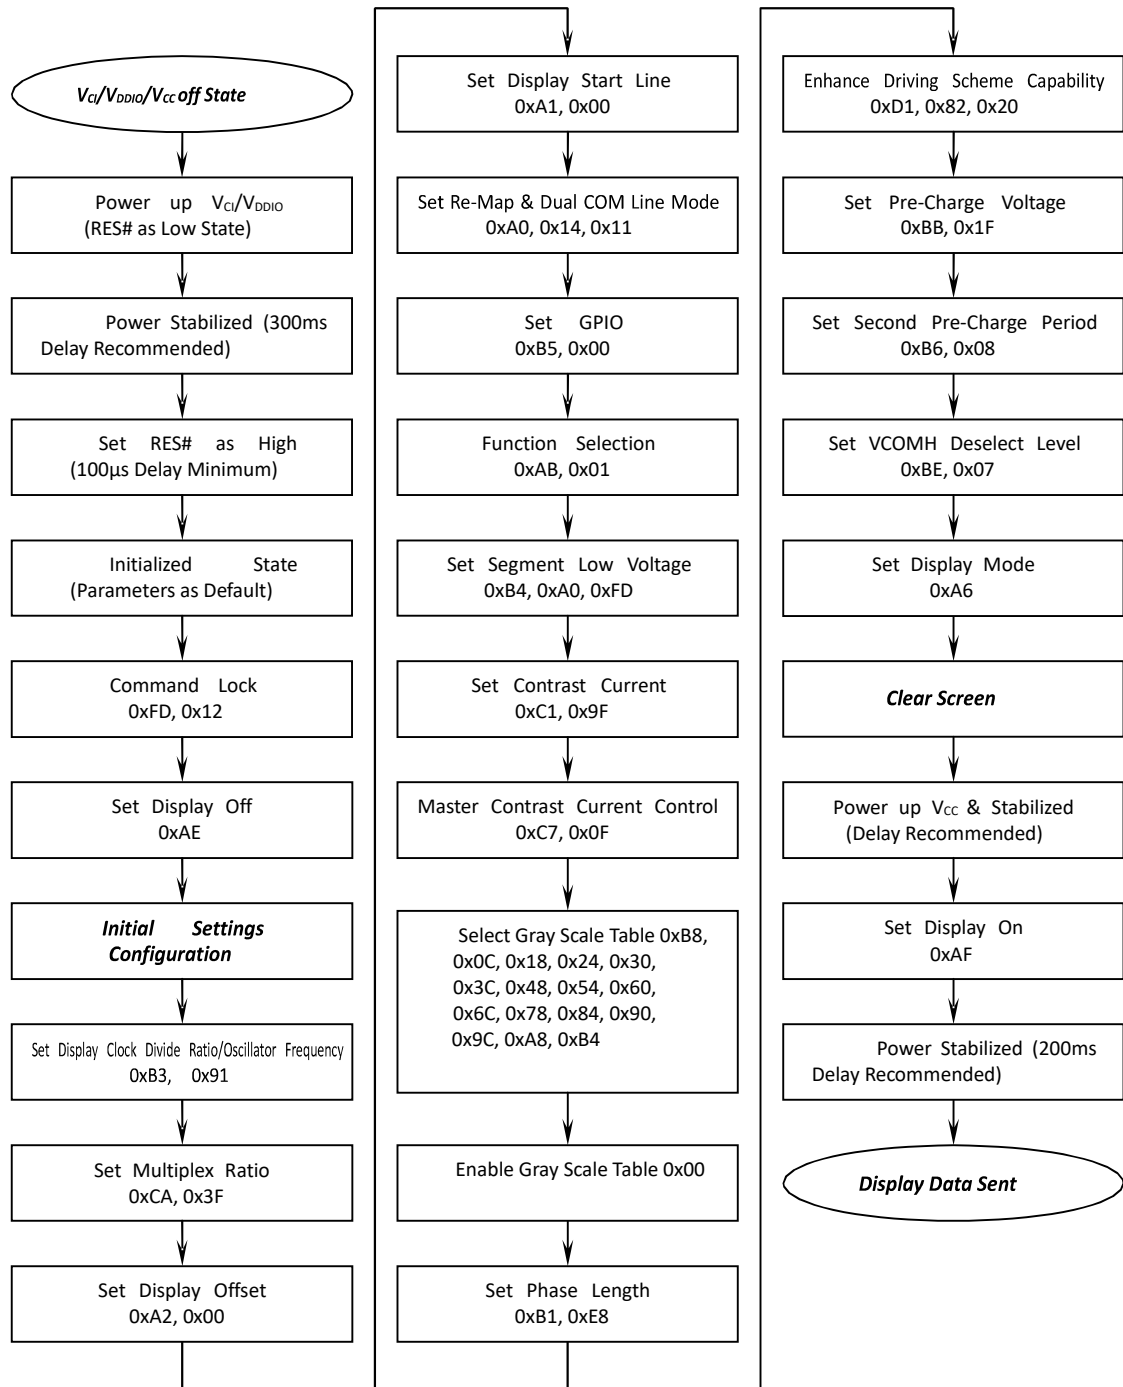 VCI/VDDIO/VCC off State
Power up VCI/VDDIO
(RES# as Low State)
Power Stabilized (300ms
Delay Recommended)
Set RES# as High
(100μs Delay Minimum)
Initialized State
(Parameters as Default)
Command Lock
0xFD, 0x12
Set Display Off
0xAE
Initial Settings
Configuration
Set Display Clock Divide Ratio/Oscillator Frequency
0xB3, 0x91
Set Multiplex Ratio
0xCA, 0x3F
Set Display Offset
0xA2, 0x00
Set Display Start Line
0xA1, 0x00
Set Re-Map & Dual COM Line Mode
0xA0, 0x14, 0x11
Set GPIO
0xB5, 0x00
Function Selection
0xAB, 0x01
Set Segment Low Voltage
0xB4, 0xA0, 0xFD
Set Contrast Current
0xC1, 0x9F
Master Contrast Current Control
0xC7, 0x0F
Select Gray Scale Table 0xB8,
0x0C, 0x18, 0x24, 0x30,
0x3C, 0x48, 0x54, 0x60,
0x6C, 0x78, 0x84, 0x90,
0x9C, 0xA8, 0xB4
Enable Gray Scale Table 0x00
Set Phase Length
0xB1, 0xE8
Enhance Driving Scheme Capability
0xD1, 0x82, 0x20
Set Pre-Charge Voltage
0xBB, 0x1F
Set Second Pre-Charge Period
0xB6, 0x08
Set VCOMH Deselect Level
0xBE, 0x07
Set Display Mode
0xA6
Clear Screen
Power up VCC & Stabilized
(Delay Recommended)
Set Display On
0xAF
Power Stabilized (200ms
Delay Recommended)
Display Data Sent